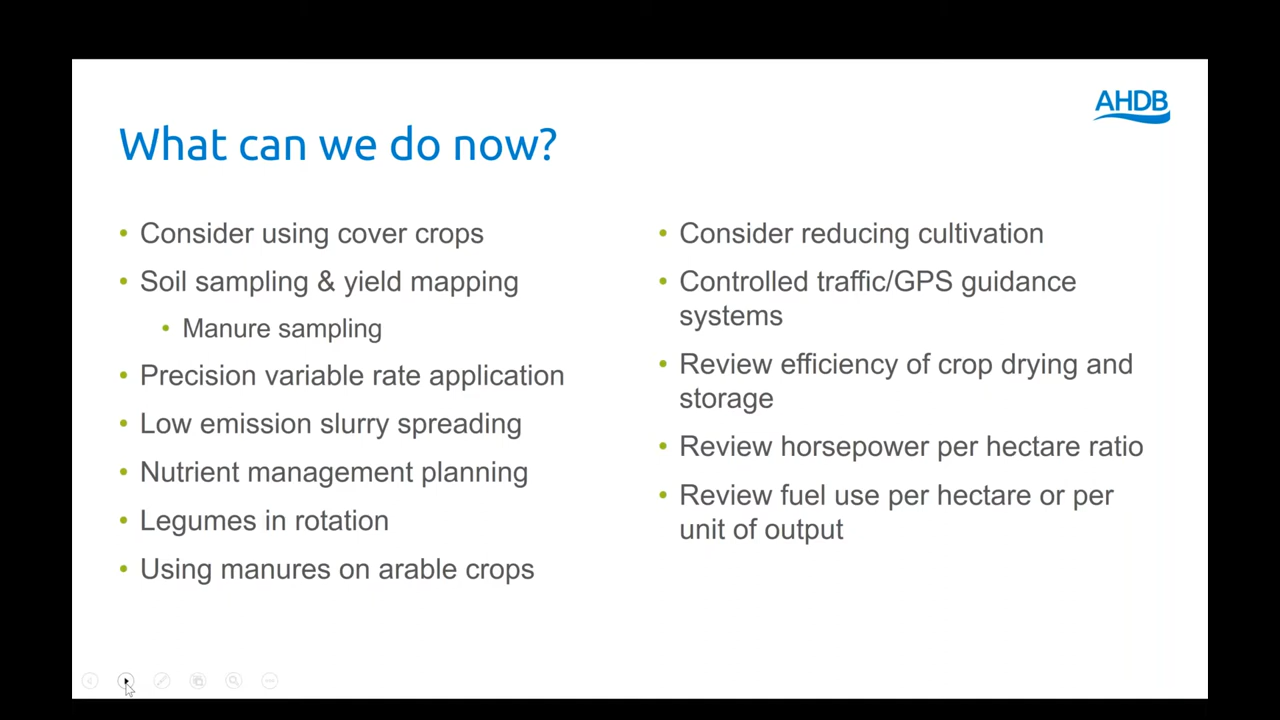 AHDB
What can we do now?
• Consider using cover crops
• Soil sampling & yield mapping
• Manure sampling
• Precision variable rate application
• Low emission slurry spreading
• Nutrient management planning
• Legumes in rotation
• Using manures on arable crops
• Consider reducing cultivation
• Controlled traffic/GPS guidance
systems
• Review efficiency of crop drying and
storage
• Review horsepower per hectare ratio
• Review fuel use per hectare or per
unit of output